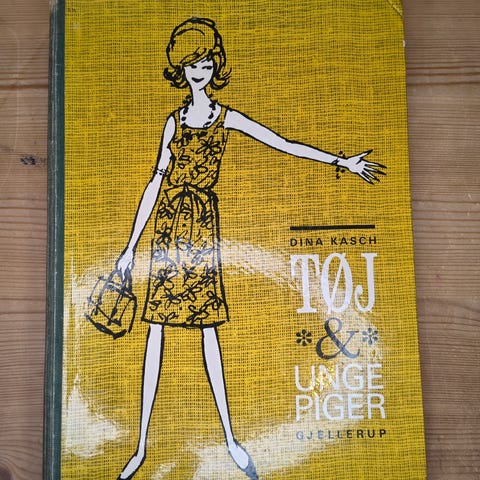 DINA KASCH
TØJ
*&*
UNGE
PIGER
GJELLERUP